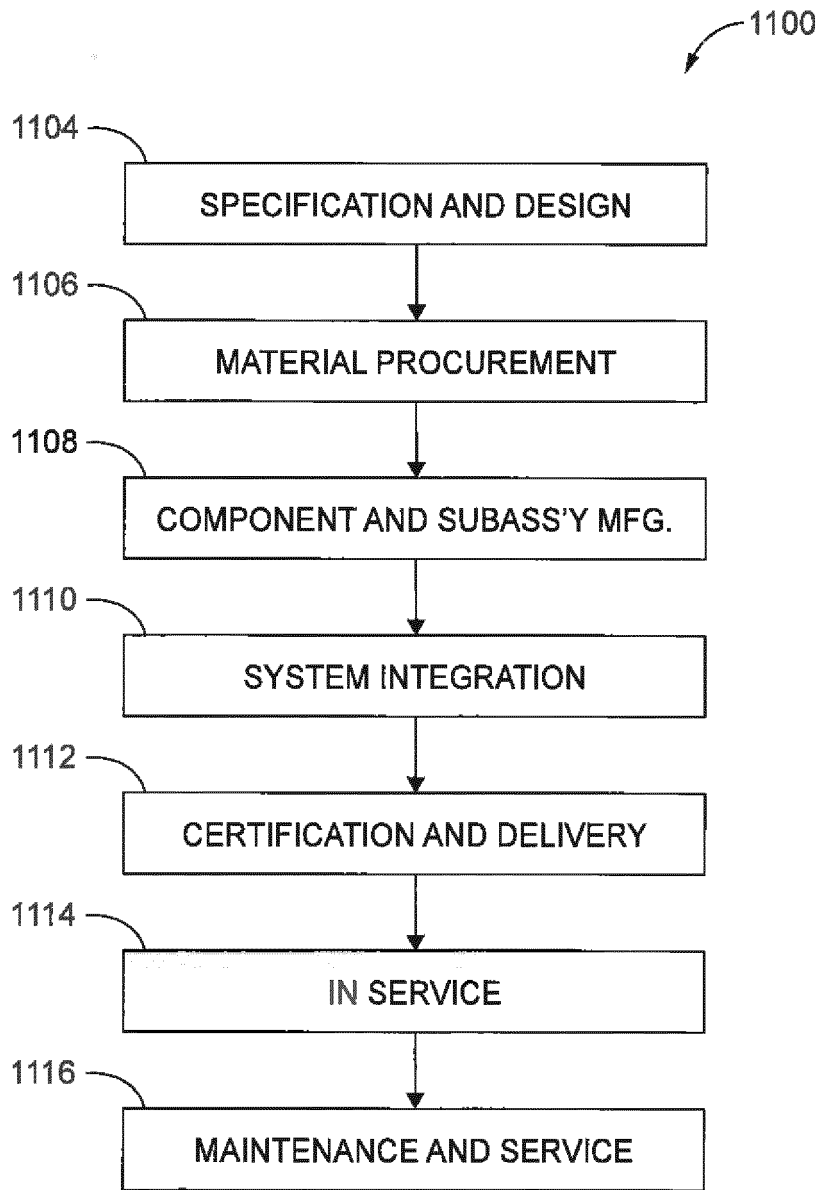 1100
1104
SPECIFICATION AND DESIGN
1106
MATERIAL PROCUREMENT
1108
COMPONENT AND SUBASS'Y MFG.
1110
SYSTEM INTEGRATION
1112
CERTIFICATION AND DELIVERY
1114
IN SERVICE
1116
MAINTENANCE AND SERVICE